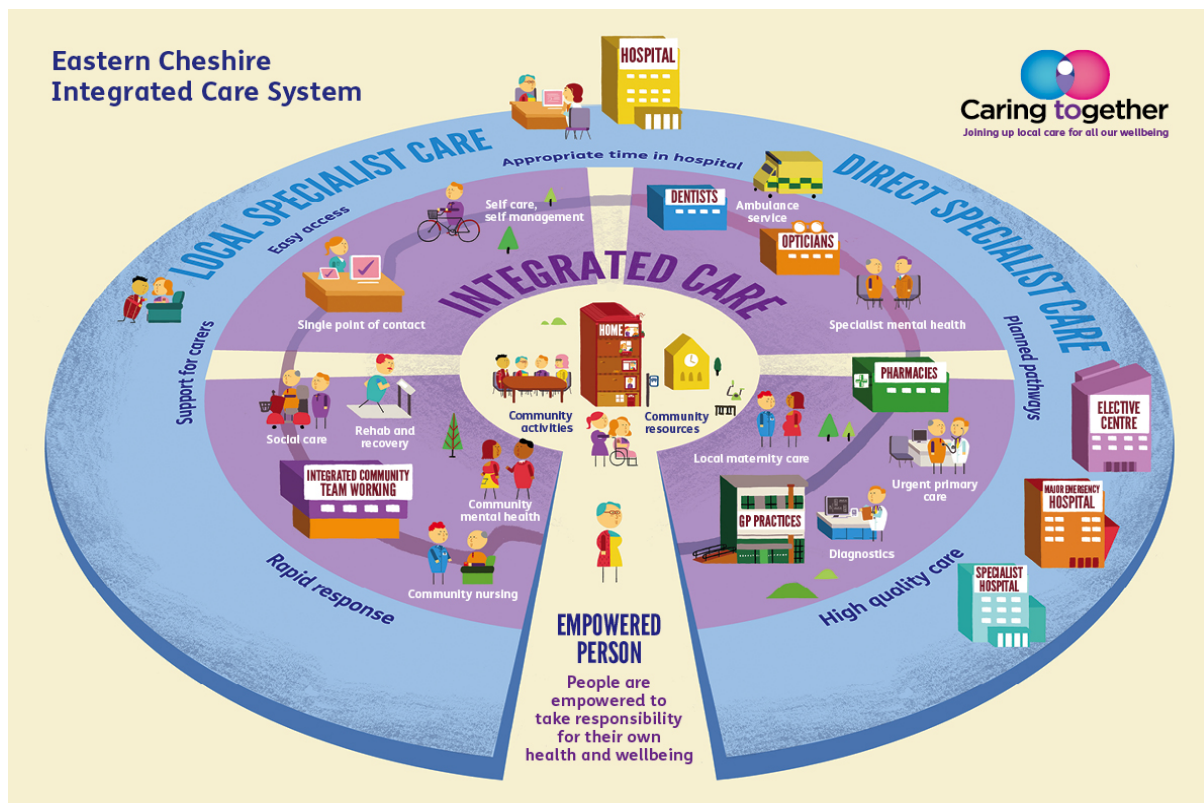 Eastern Cheshire
Integrated Care System
HOSPITAL
Caring together
Joining up local care for all our wellbeing
LOCAL SPECIALIST CARE
DIRECT SPECIALIST CARE
Appropriate time in hospital
Easy access
Support for carers
Planned pathways
Rapid response
High quality care
INTEGRATED CARE
Self care,
self management
Single point of contact
DENTISTS
Ambulance
service
OPTICIANS
Specialist mental health
PHARMACIES
HOME
Community
activities
Community
resources
Social care
Rehab and
recovery
INTEGRATED COMMUNITY
TEAM WORKING
Community
mental health
Community nursing
Local maternity care
Urgent primary
care
GP PRACTICES
Diagnostics
ELECTIVE
CENTRE
MAJOR EMERGENCY
HOSPITAL
SPECIALIST
HOSPITAL
EMPOWERED
PERSON
People are
empowered to
take responsibility
for their own
health and wellbeing